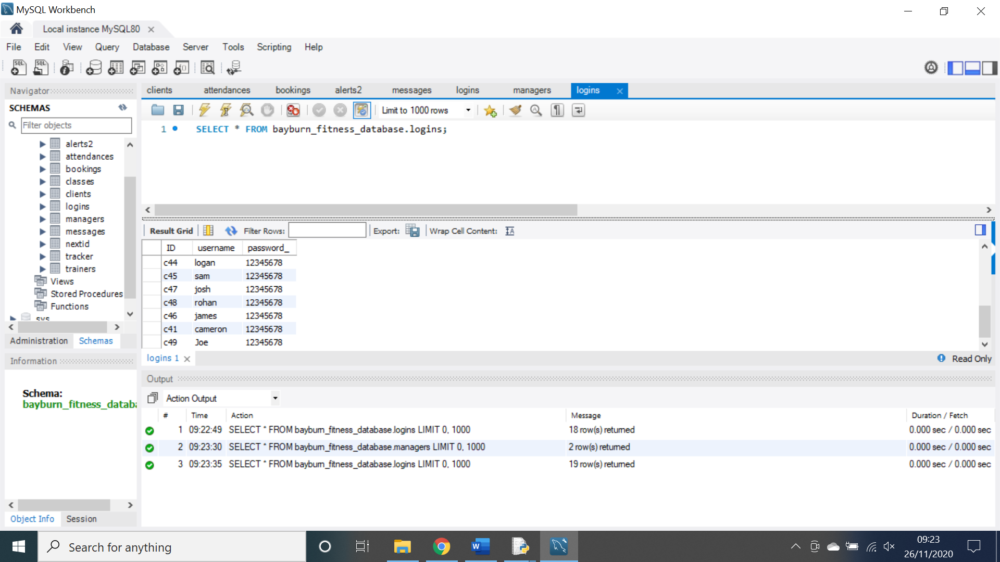 MySQL Workbench
Local instance MySQL80
File Edit View Query Database Server Tools Scripting Help
Navigator
SCHEMAS
Filter objects
alerts2
attendances
bookings
classes
clients
logins
managers
messages
nextid
tracker
trainers
Views
Stored Procedures
Functions
sys
Administration Schemas
Information
Schema:
bayburn_fitness_databa
Object Info Session
clients attendances bookings alerts2 messages logins managers logins
Limit to 1000 rows
1 SELECT * FROM bayburn_fitness_database.logins;
Result Grid Filter Rows: Export: Wrap Cell Content:
ID username password_
c44 logan 12345678
c45 sam 12345678
c47 josh 12345678
c48 rohan 12345678
c46 james 12345678
c41 cameron 12345678
c49 Joe 12345678
logins 1 Read Only
Output
Action Output
# Time Action Message Duration / Fetch
1 09:22:49 SELECT * FROM bayburn_fitness_database.logins LIMIT 0, 1000 18 row(s) returned 0.000 sec / 0.000 sec
2 09:23:30 SELECT * FROM bayburn_fitness_database.managers LIMIT 0, 1000 2 row(s) returned 0.000 sec / 0.000 sec
3 09:23:35 SELECT * FROM bayburn_fitness_database.logins LIMIT 0, 1000 19 row(s) returned 0.000 sec / 0.000 sec
Search for anything
09:23
26/11/2020